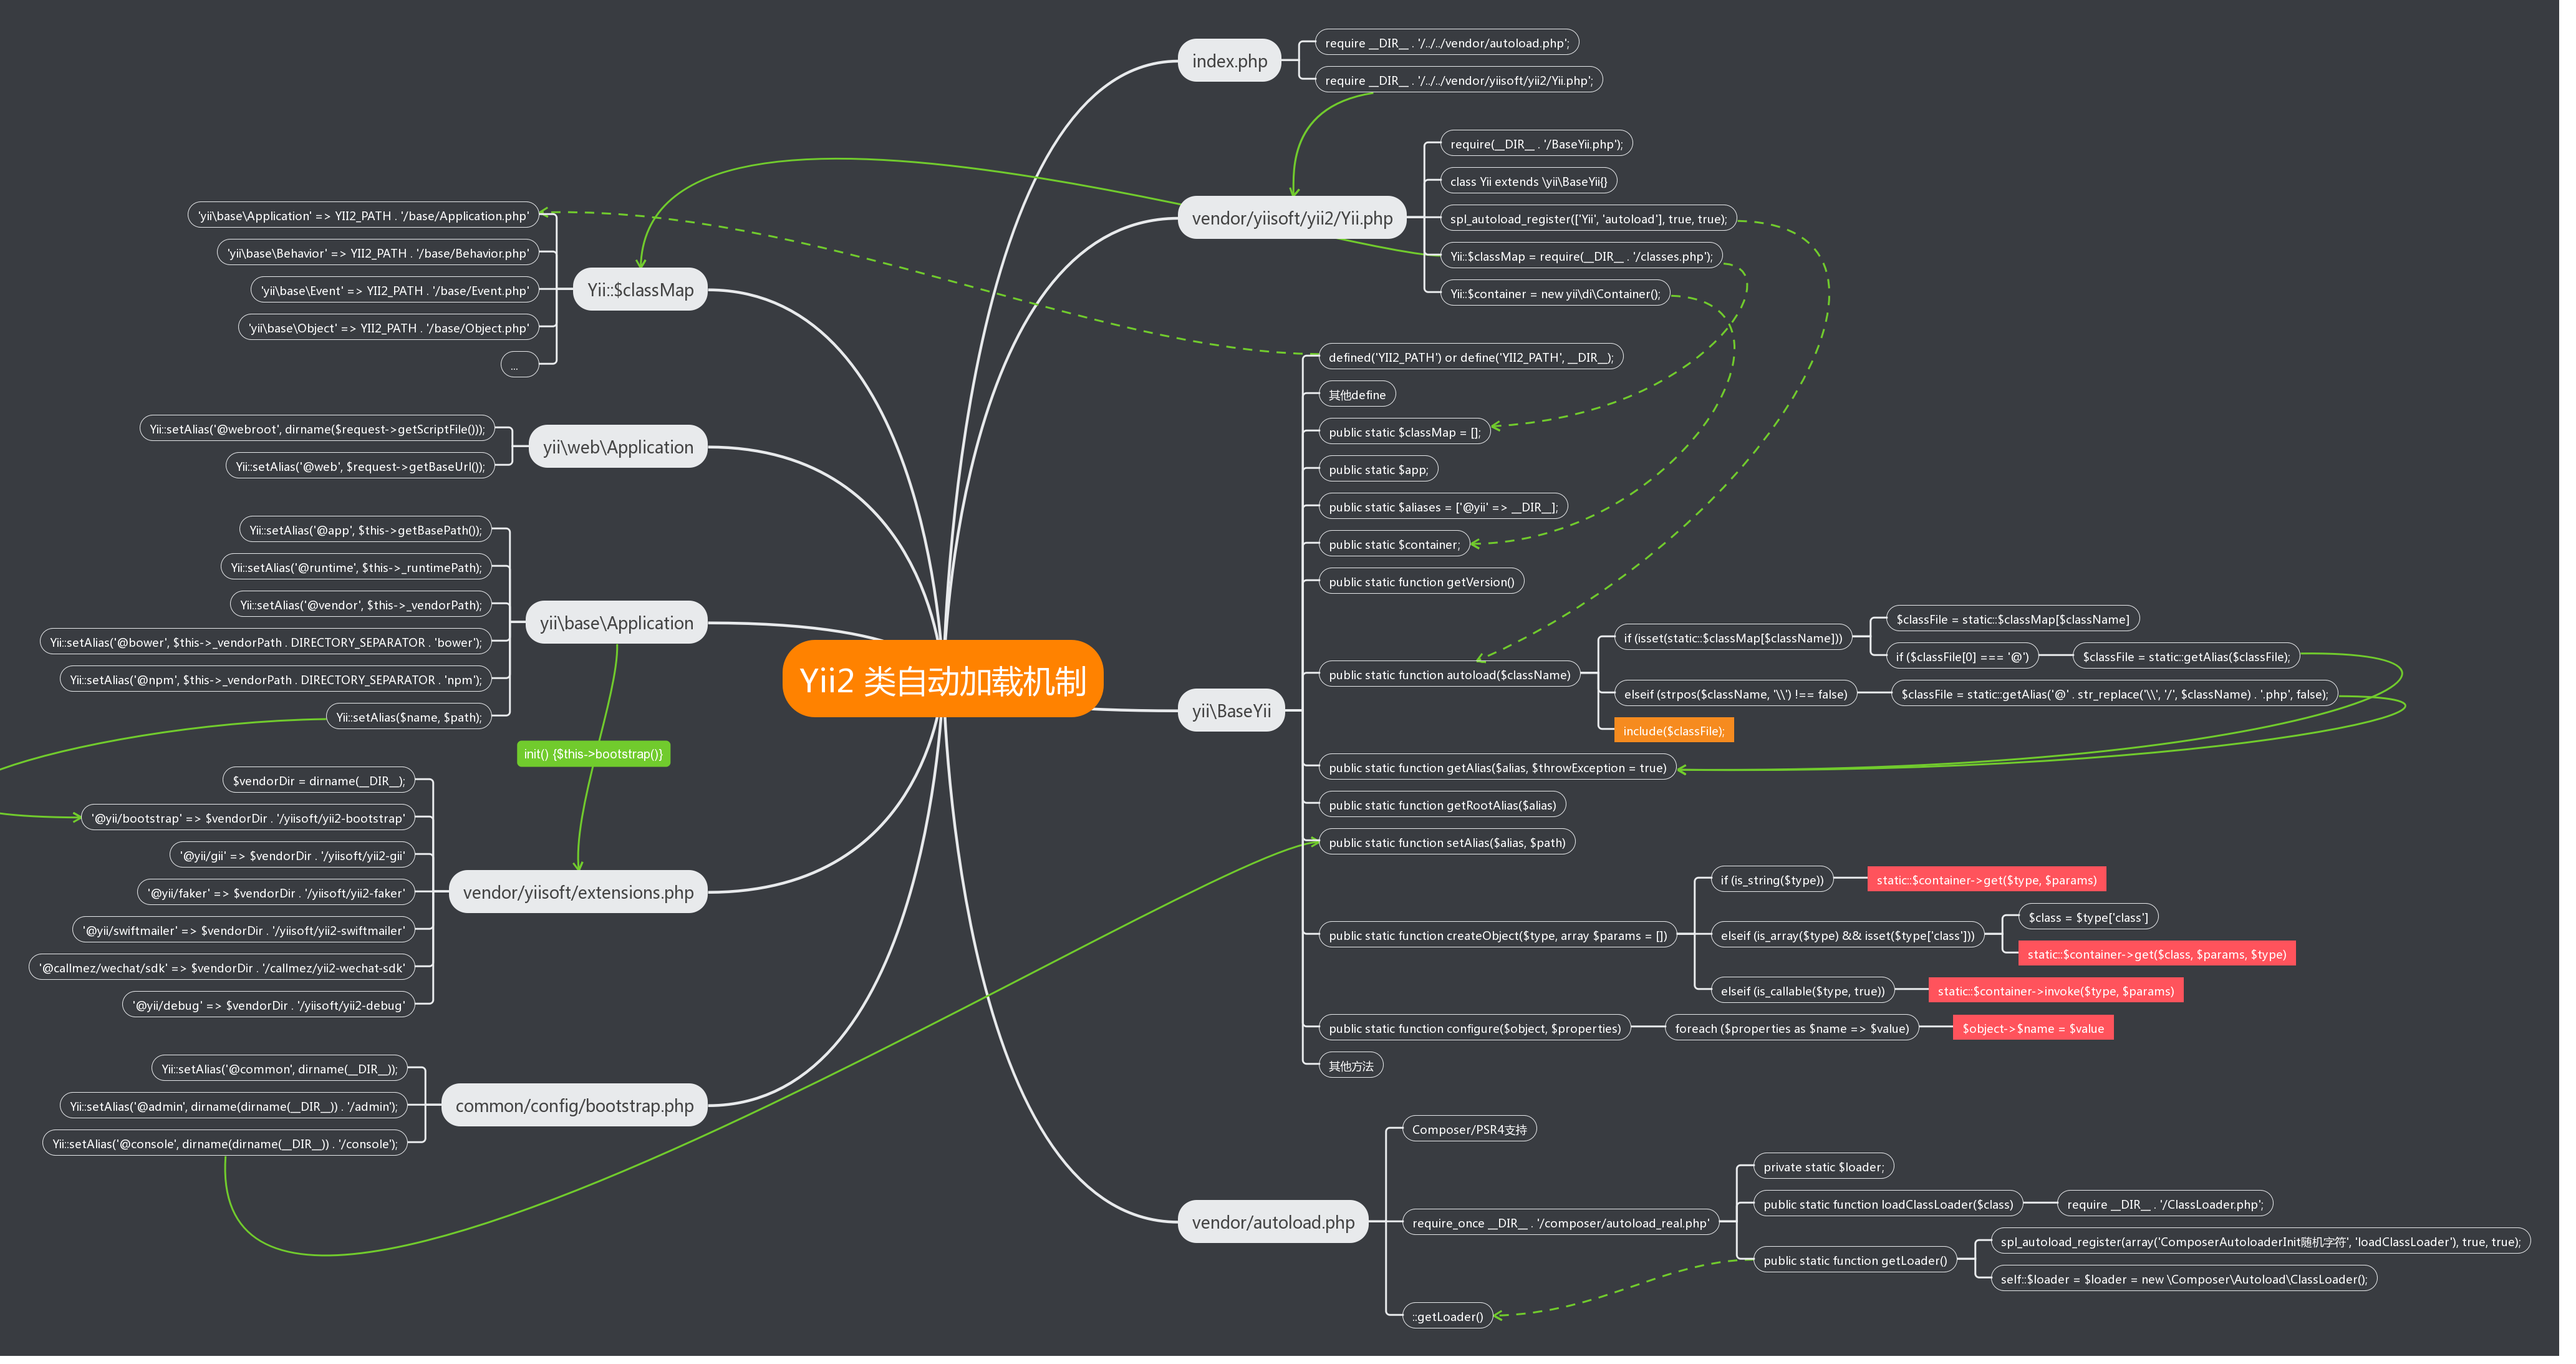 Yii2 类自动加载机制
index.php
require __DIR__ . '/../../vendor/autoload.php';
require __DIR__ . '/../../vendor/yiisoft/yii2/Yii.php';
vendor/yiisoft/yii2/Yii.php
require(__DIR__ . '/BaseYii.php');
class Yii extends \yii\BaseYii{}
spl_autoload_register(['Yii', 'autoload'], true, true);
Yii::$classMap = require(__DIR__ . '/classes.php');
Yii::$container = new yii\di\Container();
yii\BaseYii
defined('YII2_PATH') or define('YII2_PATH', __DIR__);
其他define
public static $classMap = [];
public static $app;
public static $aliases = ['@yii' => __DIR__];
public static $container;
public static function getVersion()
public static function autoload($className)
if (isset(static::$classMap[$className]))
$classFile = static::$classMap[$className]
if ($classFile[0] === '@')
$classFile = static::getAlias($classFile);
elseif (strpos($className, '\\') !== false)
$classFile = static::getAlias('@' . str_replace('\\', '/', $className) . '.php', false);
include($classFile);
public static function getAlias($alias, $throwException = true)
public static function getRootAlias($alias)
public static function setAlias($alias, $path)
public static function createObject($type, array $params = [])
if (is_string($type))
static::$container->get($type, $params)
elseif (is_array($type) && isset($type['class']))
$class = $type['class']
static::$container->get($class, $params, $type)
elseif (is_callable($type, true))
static::$container->invoke($type, $params)
public static function configure($object, $properties)
foreach ($properties as $name => $value)
$object->$name = $value
其他方法
vendor/autoload.php
Composer/PSR4支持
require_once __DIR__ . '/composer/autoload_real.php'
private static $loader;
public static function loadClassLoader($class)
require __DIR__ . '/ClassLoader.php';
public static function getLoader()
spl_autoload_register(array('ComposerAutoloaderInit随机字符', 'loadClassLoader'), true, true);
self::$loader = $loader = new \Composer\Autoload\ClassLoader();
::getLoader()
Yii::$classMap
'yii\base\Application' => YII2_PATH . '/base/Application.php'
'yii\base\Behavior' => YII2_PATH . '/base/Behavior.php'
'yii\base\Event' => YII2_PATH . '/base/Event.php'
'yii\base\Object' => YII2_PATH . '/base/Object.php'
...
yii\web\Application
Yii::setAlias('@webroot', dirname($request->getScriptFile()));
Yii::setAlias('@web', $request->getBaseUrl());
yii\base\Application
Yii::setAlias('@app', $this->getBasePath());
Yii::setAlias('@runtime', $this->_runtimePath);
Yii::setAlias('@vendor', $this->_vendorPath);
Yii::setAlias('@bower', $this->_vendorPath . DIRECTORY_SEPARATOR . 'bower');
Yii::setAlias('@npm', $this->_vendorPath . DIRECTORY_SEPARATOR . 'npm');
Yii::setAlias($name, $path);
init() {$this->bootstrap()}
vendor/yiisoft/extensions.php
$vendorDir = dirname(__DIR__);
'@yii/bootstrap' => $vendorDir . '/yiisoft/yii2-bootstrap'
'@yii/gii' => $vendorDir . '/yiisoft/yii2-gii'
'@yii/faker' => $vendorDir . '/yiisoft/yii2-faker'
'@yii/swiftmailer' => $vendorDir . '/yiisoft/yii2-swiftmailer'
'@callmez/wechat/sdk' => $vendorDir . '/callmez/yii2-wechat-sdk'
'@yii/debug' => $vendorDir . '/yiisoft/yii2-debug'
common/config/bootstrap.php
Yii::setAlias('@common', dirname(__DIR__));
Yii::setAlias('@admin', dirname(dirname(__DIR__)) . '/admin');
Yii::setAlias('@console', dirname(dirname(__DIR__)) . '/console');